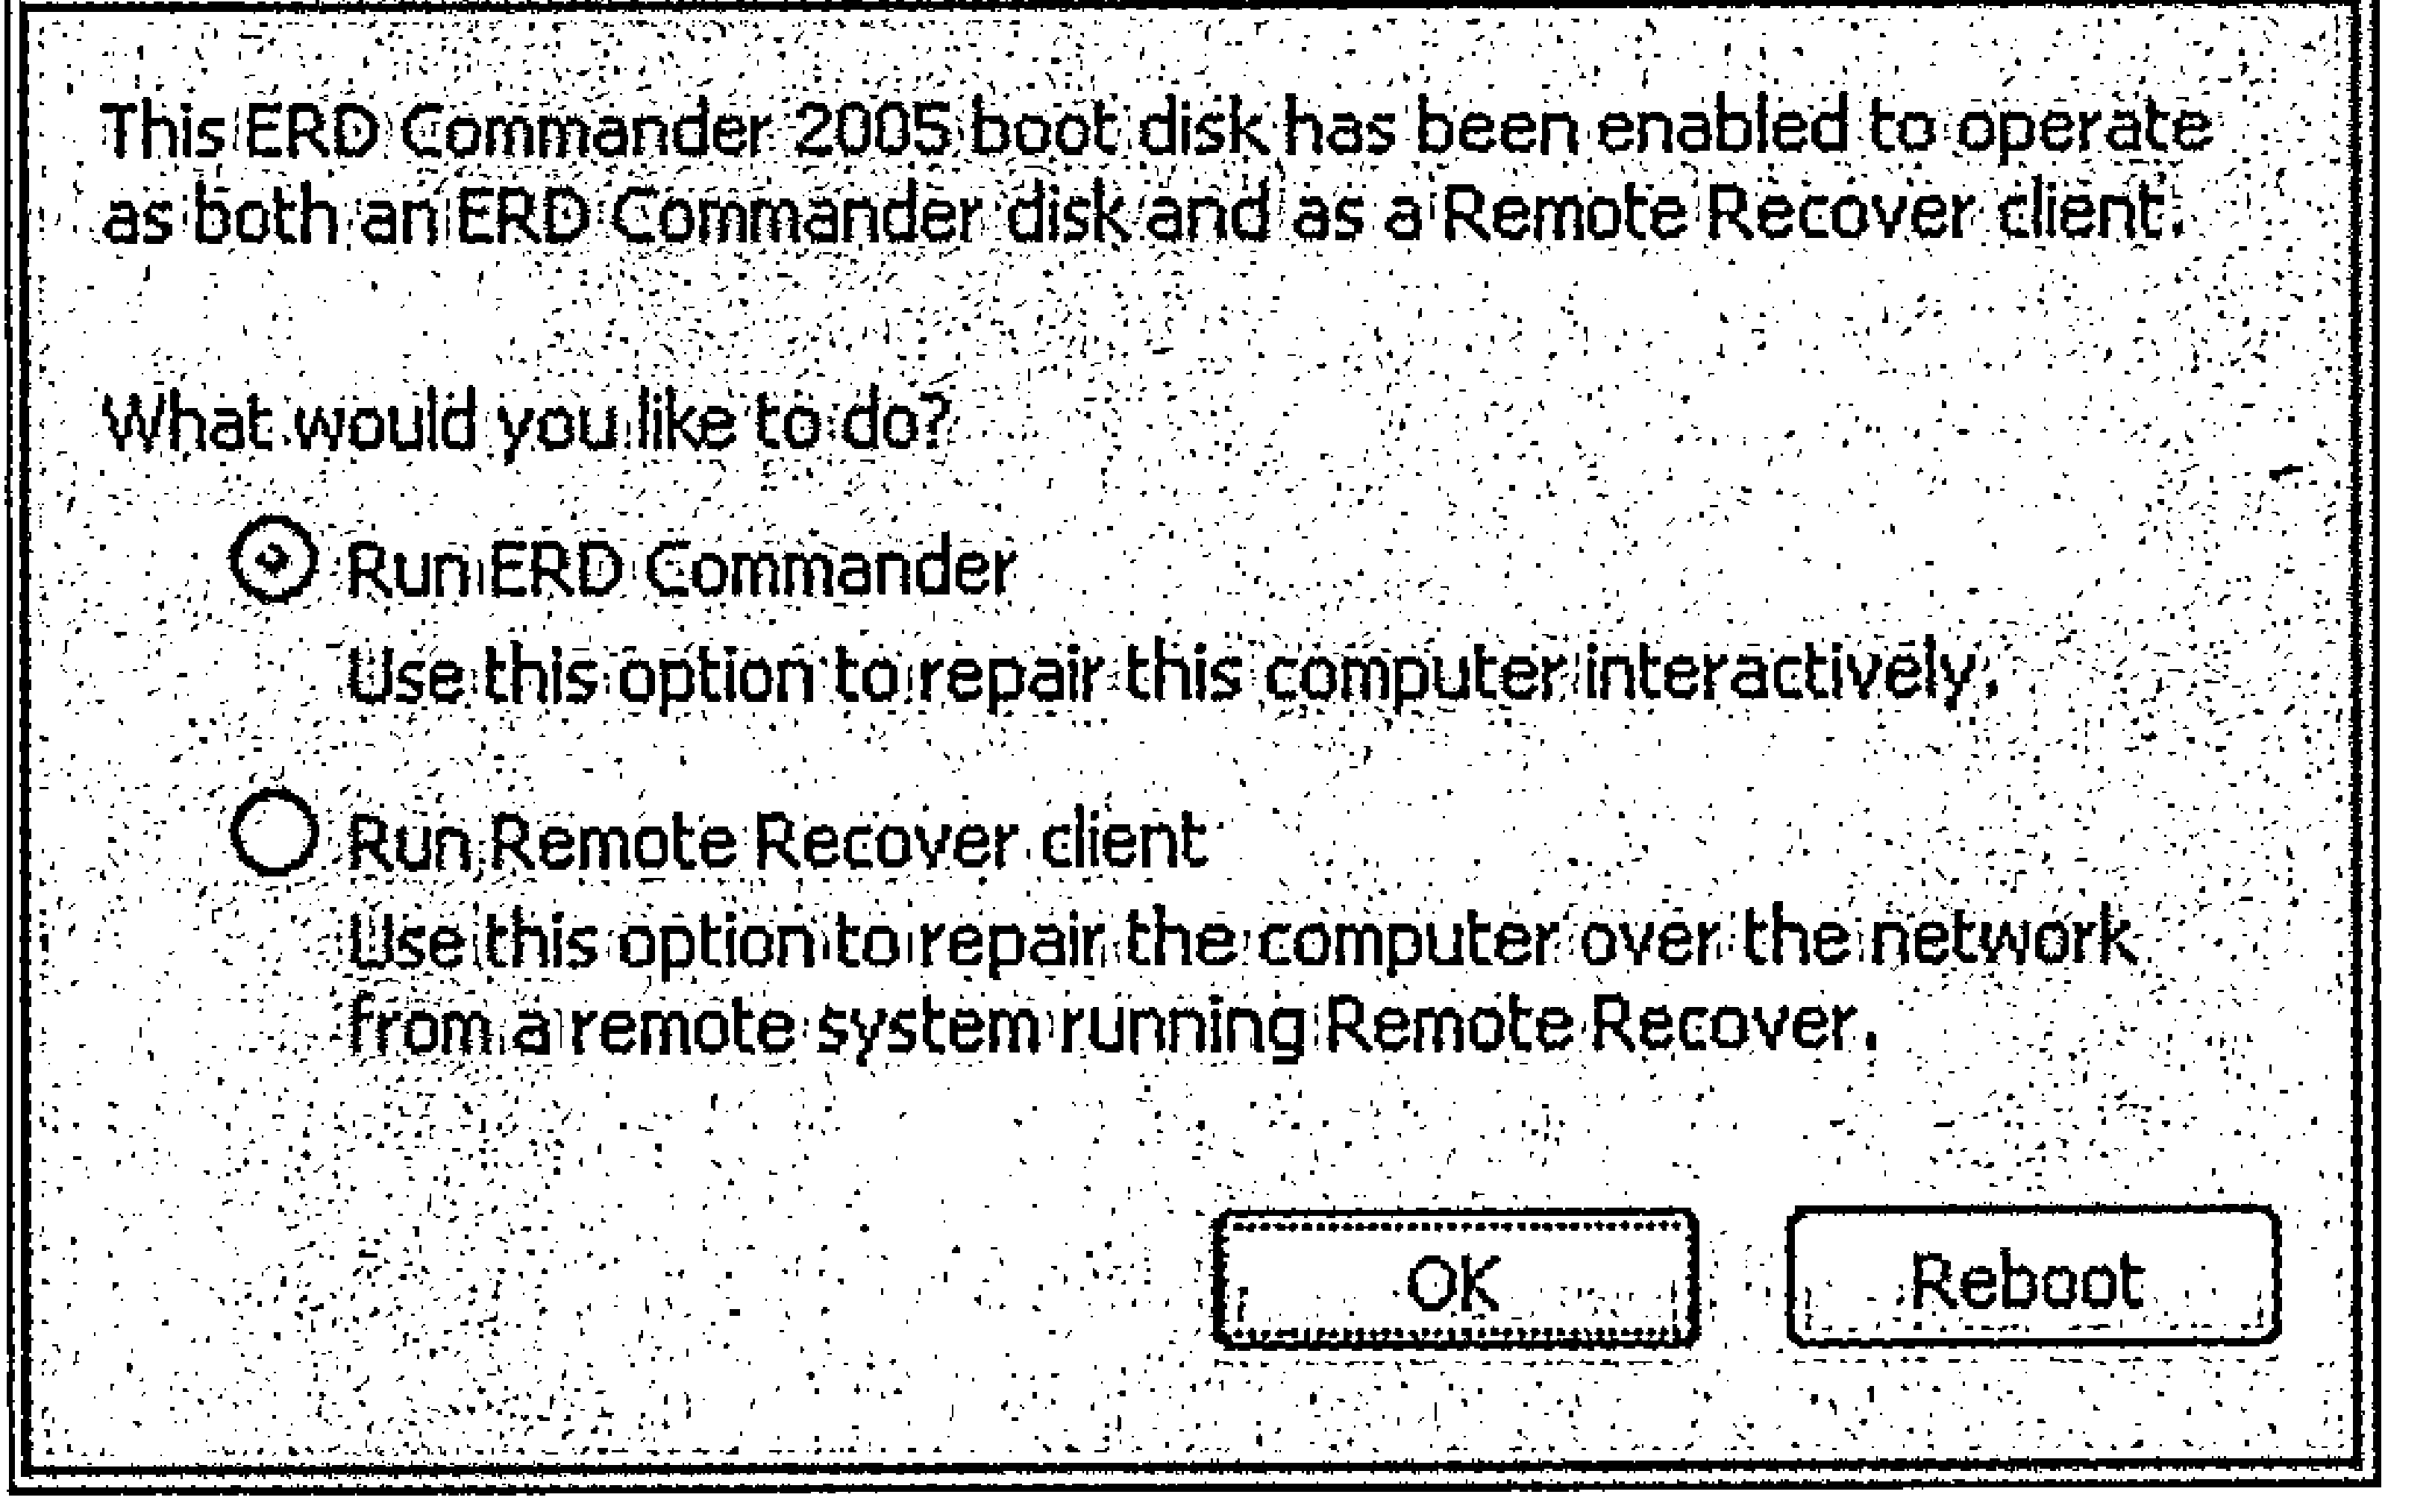 This ERD Commander 2005 boot disk has been enabled to operate
as both an ERD Commander disk and as a Remote Recover client.
What would you like to do?
Run ERD Commander
Use this option to repair this computer interactively.
Run Remote Recover client
Use this option to repair the computer over the network
from a remote system running Remote Recover.
OK
Reboot